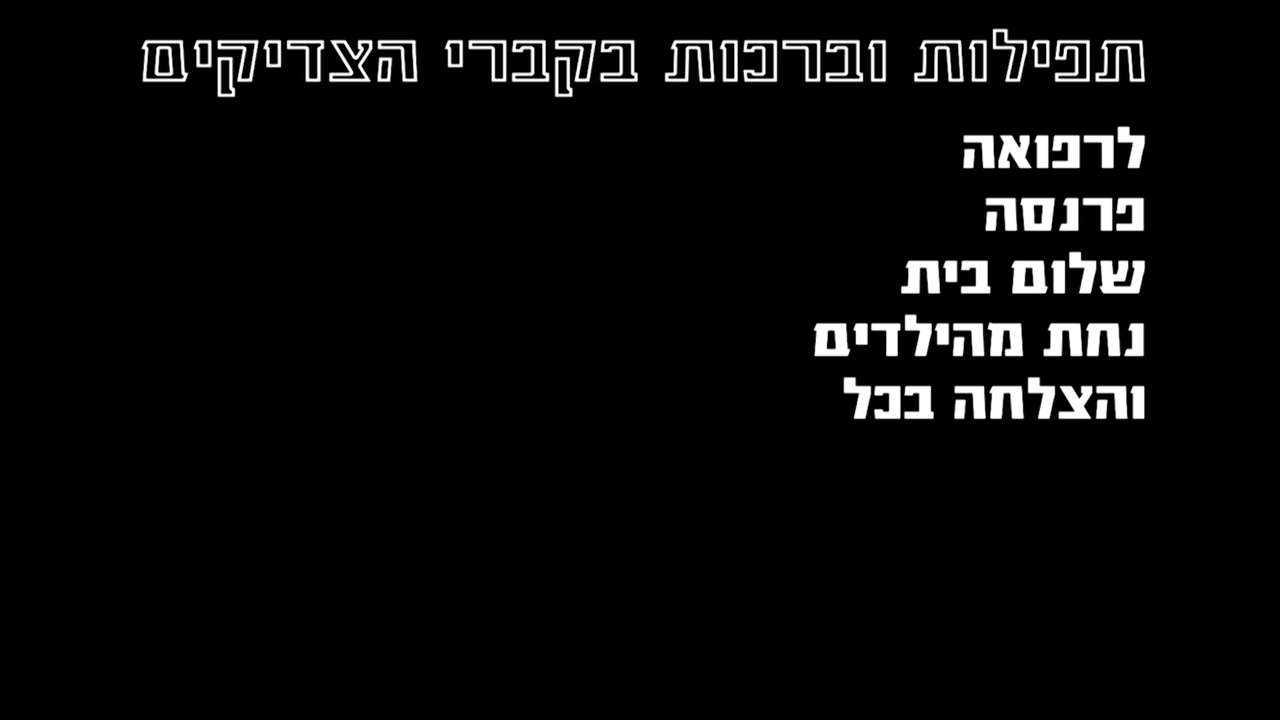 תפילות וברכות בקברי הצדיקים
לרפואה
פרנסה
שלום בית
נחת מהילדים
והצלחה בכל